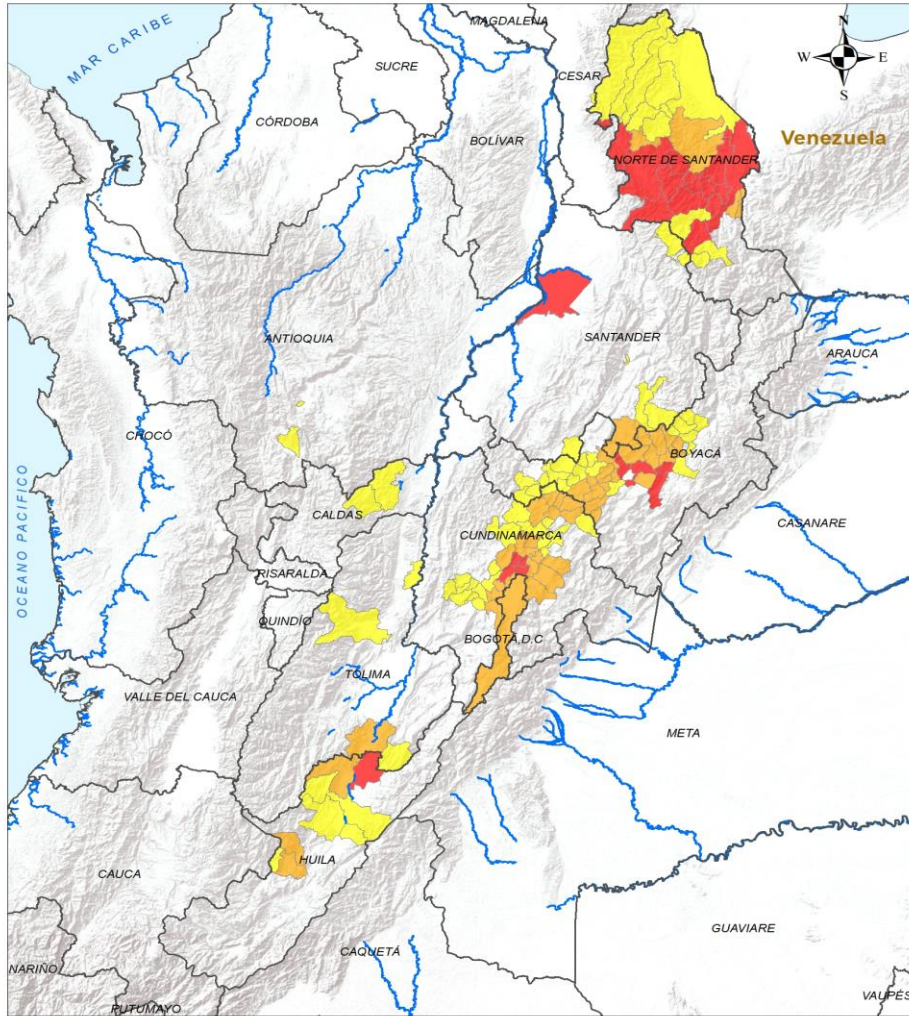 MAGDALENA
N
MAR CARIBE
SUCRE
CESAR
W
E
S
CÓRDOBA
BOLÍVAR
Venezuela
NORTE DE SANTANDER
ANTIOQUIA
SANTANDER
ARAUCA
CHOCÓ
BOYACÁ
OCEANO PACIFICO
CALDAS
CASANARE
CUNDINAMARCA
RISARALDA
QUINDÍO
BOGOTÁ, D.C
TOLIMA
VALLE DEL CAUCA
META
HUILA
CAUCA
GUAVIARE
CAQUETÁ
NARIÑO
VAUPÉS
PUTUMAYO